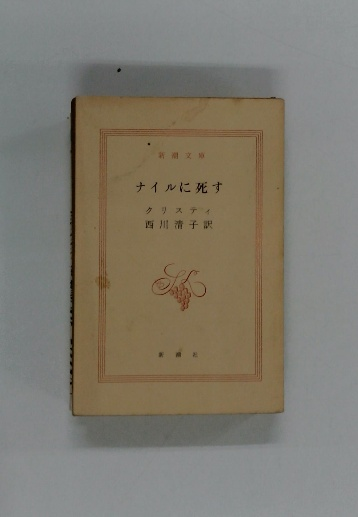 新潮文庫
ナイルに死す
クリスティ
西川清子訳
新潮社